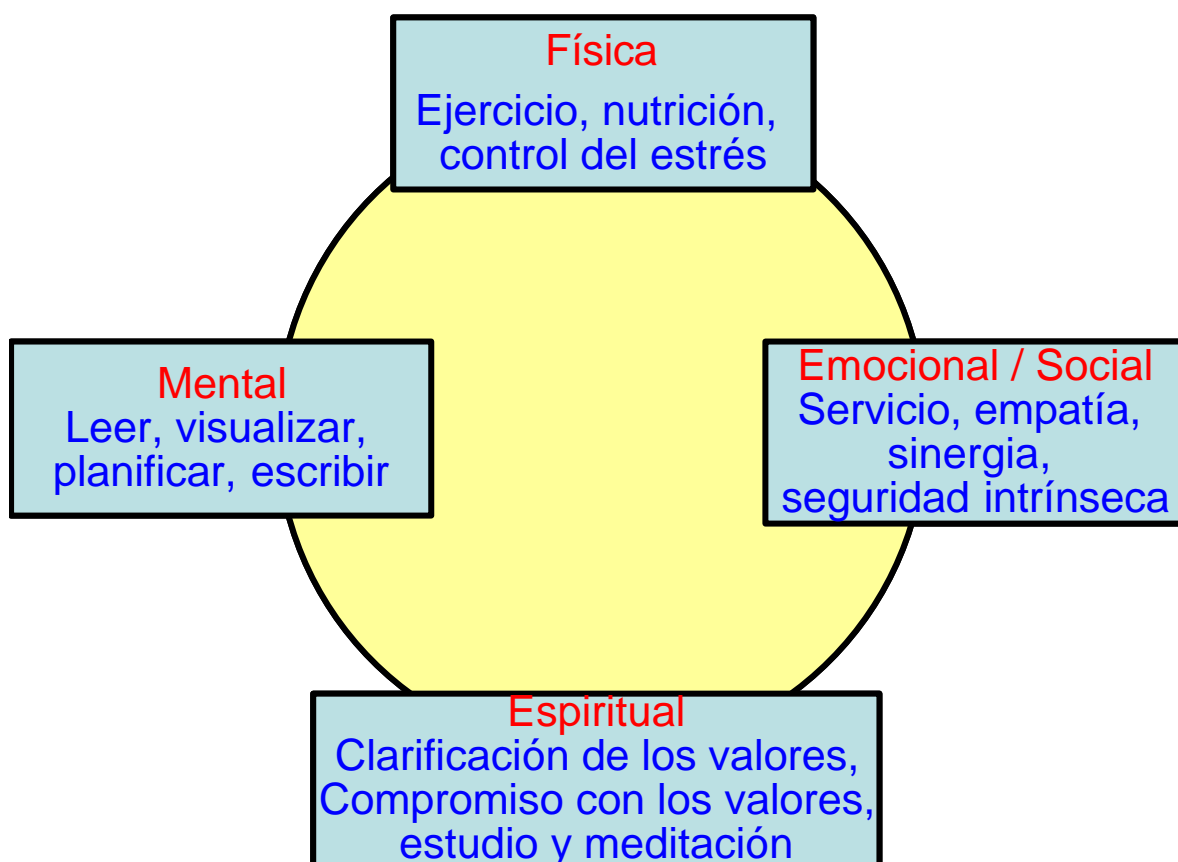 Física
Ejercicio, nutrición,
control del estrés
Mental
Leer, visualizar,
planificar, escribir
Emocional / Social
Servicio, empatía,
sinergia,
seguridad intrínseca
Espiritual
Clarificación de los valores,
Compromiso con los valores,
estudio y meditación